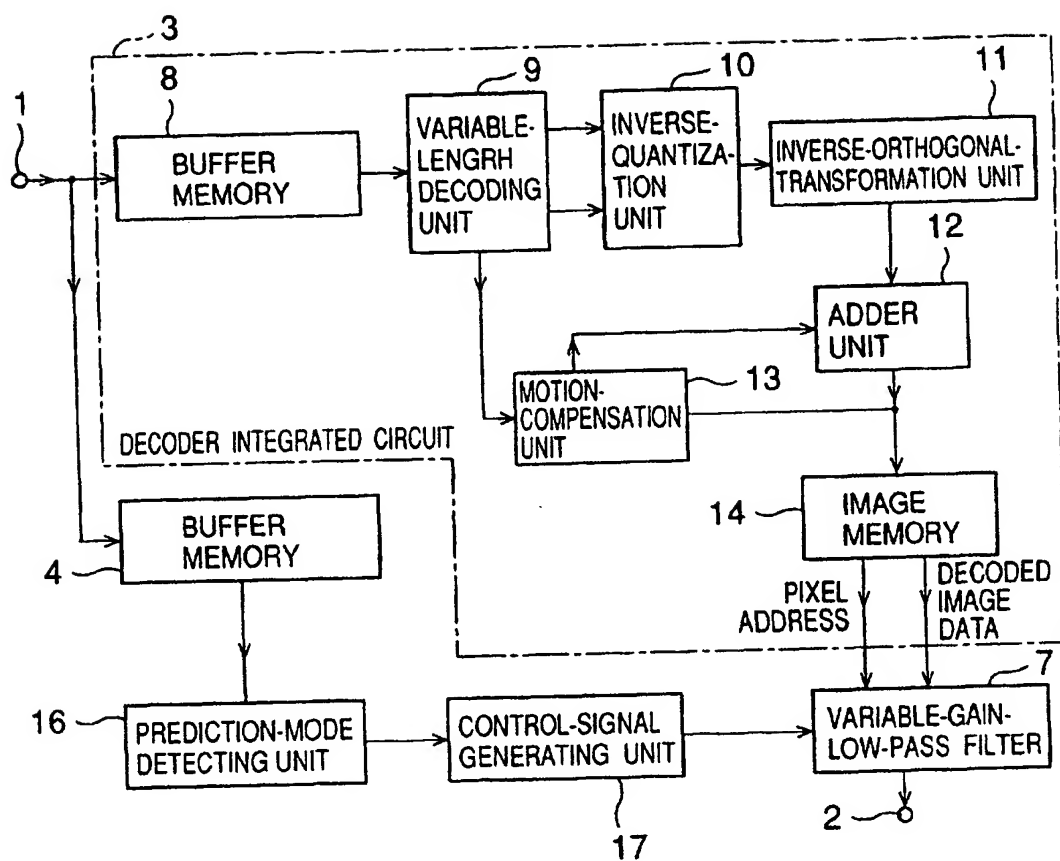 3
1
8
BUFFER
MEMORY
9
VARIABLE-
LENGRH
DECODING
UNIT
10
INVERSE-
QUANTIZA-
TION
UNIT
11
INVERSE-ORTHOGONAL-
TRANSFORMATION UNIT
12
ADDER
UNIT
13
MOTION-
COMPENSATION
UNIT
DECODER INTEGRATED CIRCUIT
14
IMAGE
MEMORY
PIXEL
ADDRESS
DECODED
IMAGE
DATA
4
BUFFER
MEMORY
16
PREDICTION-MODE
DETECTING UNIT
CONTROL-SIGNAL
GENERATING UNIT
17
7
VARIABLE-GAIN-
LOW-PASS FILTER
2